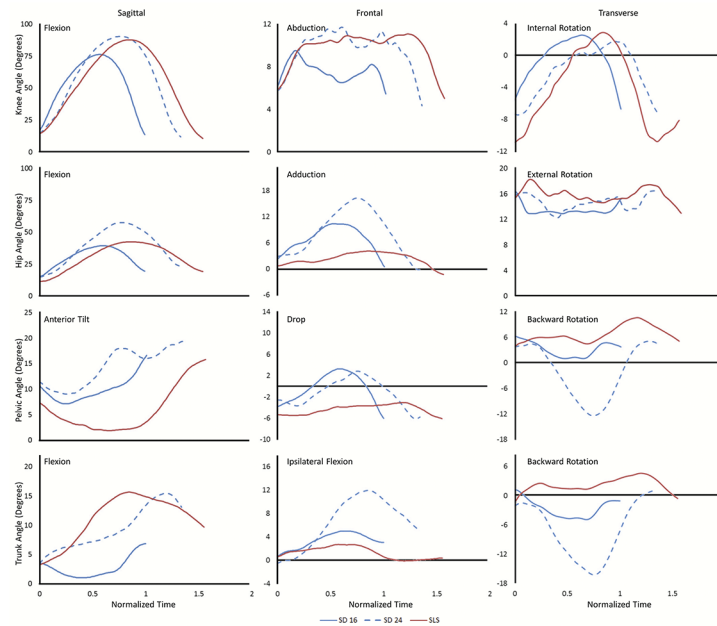 Sagittal Frontal Transverse
Knee Angle (Degrees)
Flexion
100
75
50
25
0
Abduction
12
8
4
0
Internal Rotation
4
0
-4
-8
-12
Hip Angle (Degrees)
Flexion
100
75
50
25
0
Adduction
18
12
6
0
-6
External Rotation
20
16
12
8
4
0
Pelvic Angle (Degrees)
Anterior Tilt
25
20
15
10
5
0
Drop
14
10
6
2
-2
-6
-10
Backward Rotation
12
6
0
-6
-12
-18
Trunk Angle (Degrees)
Flexion
20
15
10
5
0
Ipsilateral Flexion
16
12
8
4
0
-4
Backward Rotation
6
0
-6
-12
-18
0 0.5 1 1.5 2
0 0.5 1 1.5 2
0 0.5 1 1.5
Normalized Time Normalized Time Normalized Time
SD 16 SD 24 SLS